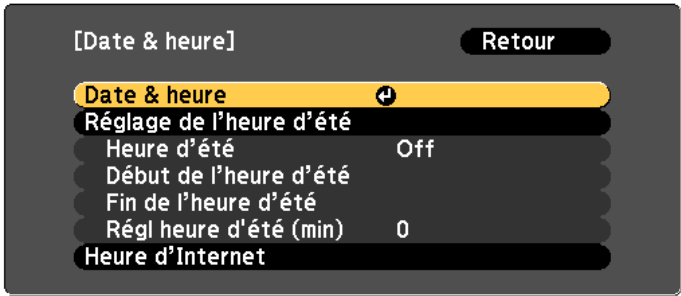 [Date & heure] Retour
Date & heure
Réglage de l'heure d'été
Heure d'été Off
Début de l'heure d'été
Fin de l'heure d'été
Régl heure d'été (min) 0
Heure d'Internet